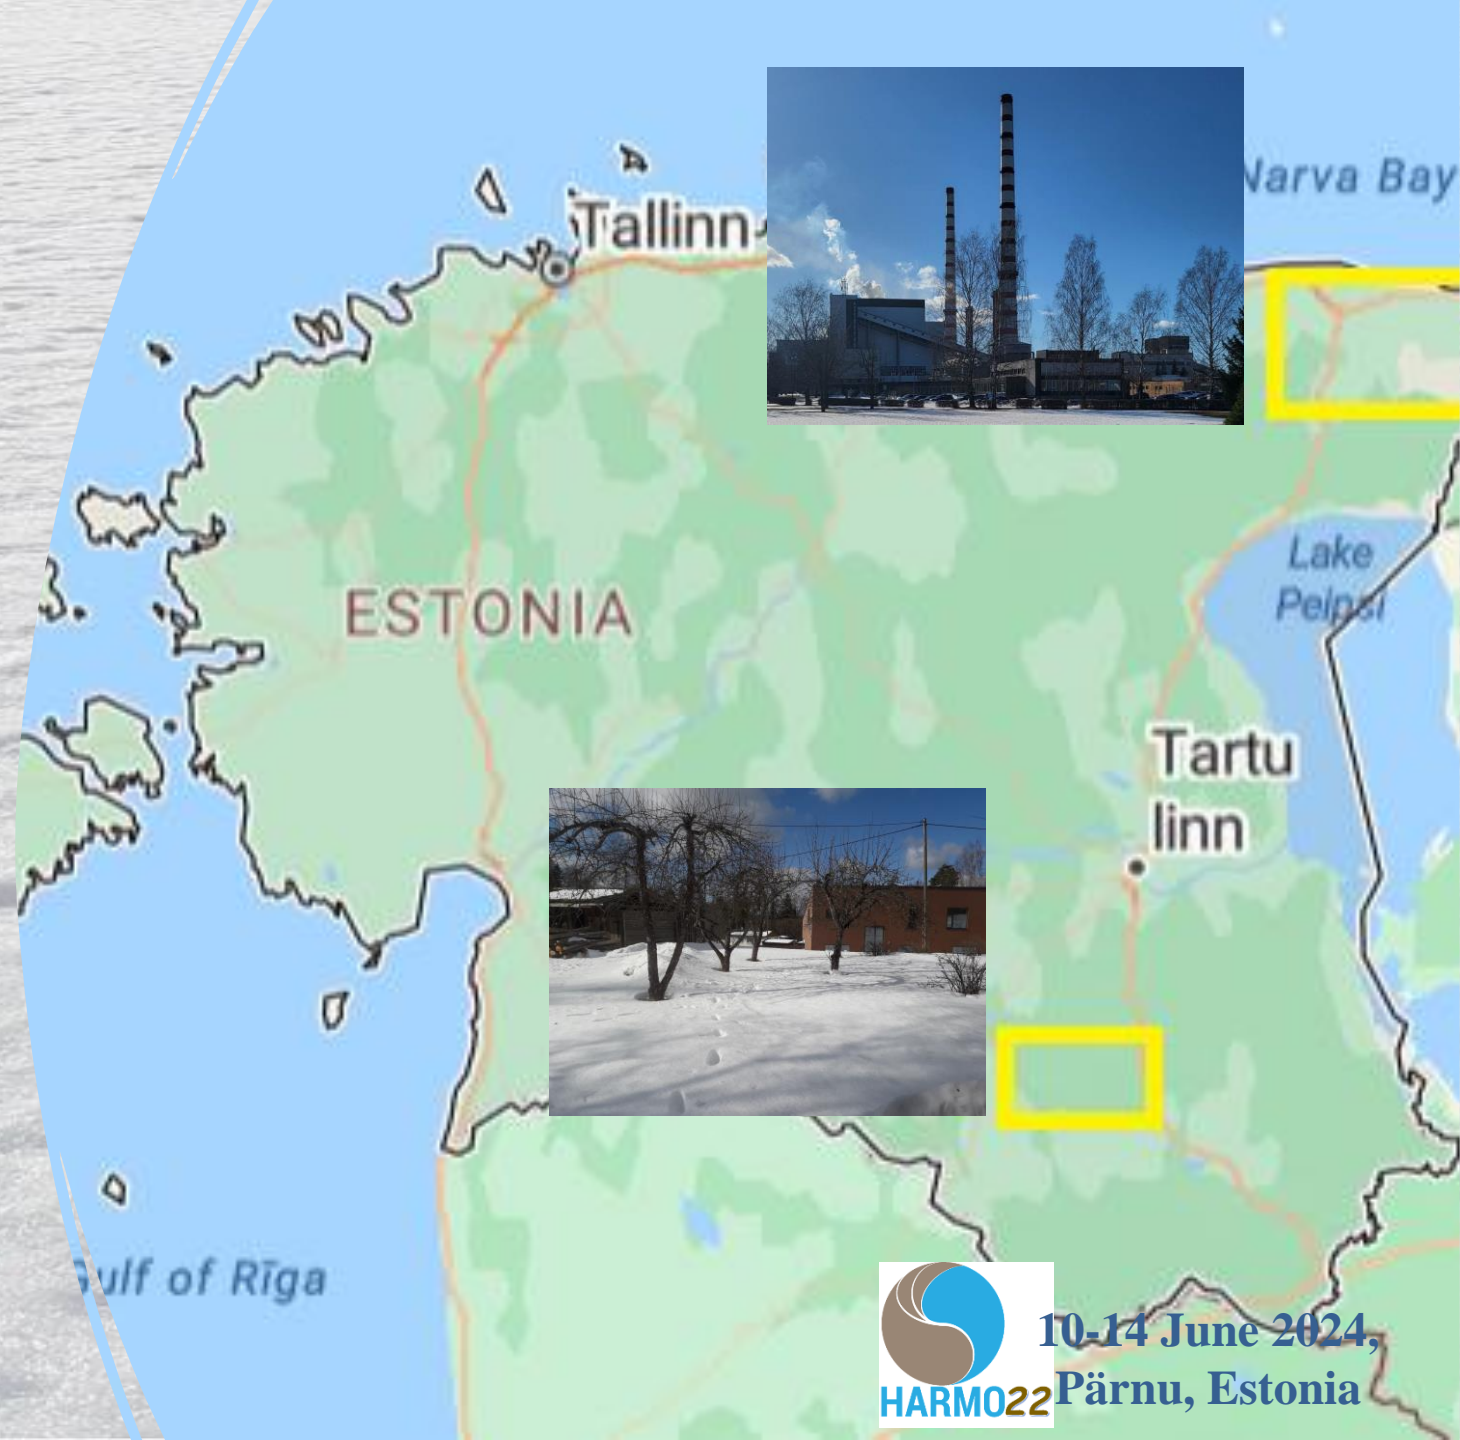 Narva Bay
Tallinn
Lake
Peipsi
ESTONIA
Tartu
linn
Gulf of Rīga
10-14 June 2024,
HARMO22
Pärnu, Estonia